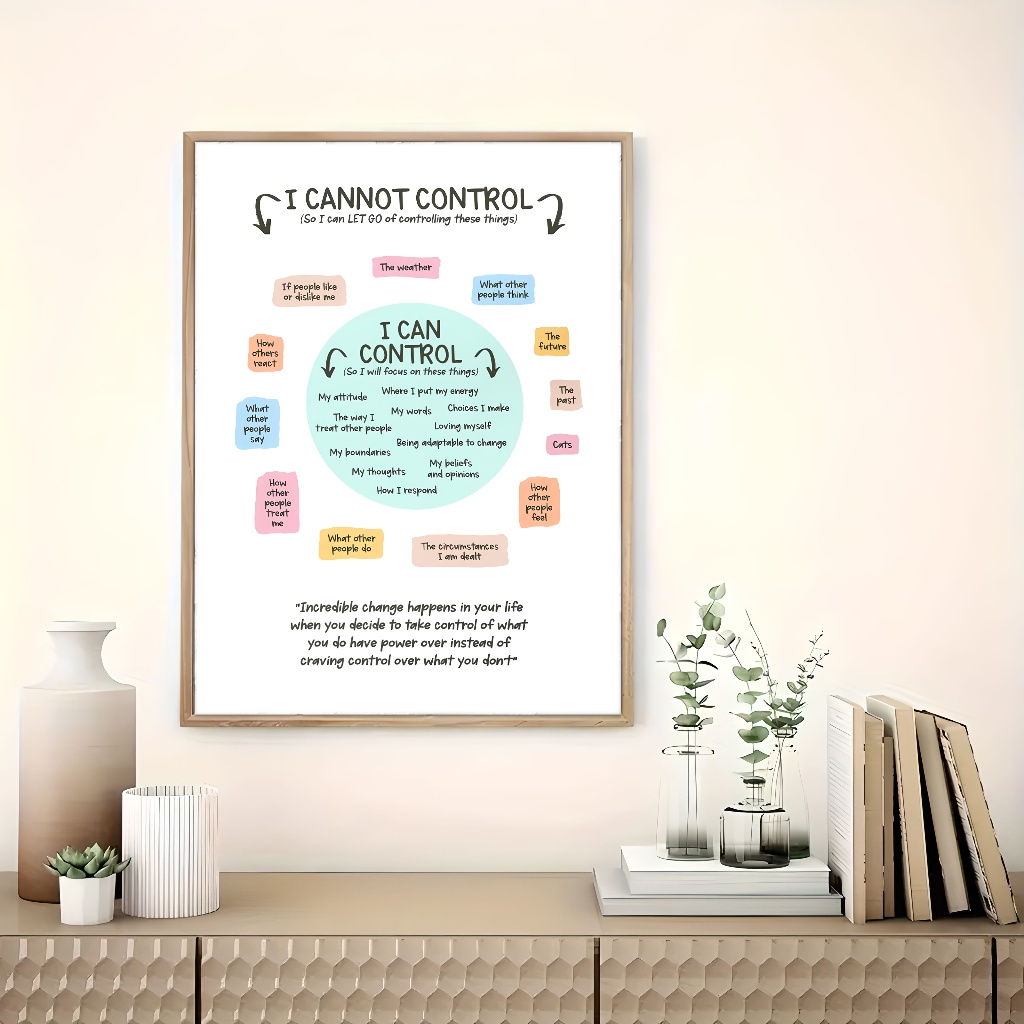 I CANNOT CONTROL
(So I can LET GO of controlling these things)
The weather
If people like
or dislike me
What other
people think
How
others
react
The
future
What
other
people
say
The
past
Cats
How
other
people
treat
me
How
other
people
feel
What other
people do
The circumstances
I am dealt
I CAN
CONTROL
(So I will focus on these things)
My attitude
Where I put my energy
The way I
treat other people
My words
Choices I make
Loving myself
Being adaptable to change
My boundaries
My thoughts
My beliefs
and opinions
How I respond
"Incredible change happens in your life
when you decide to take control of what
you do have power over instead of
craving control over what you don't"